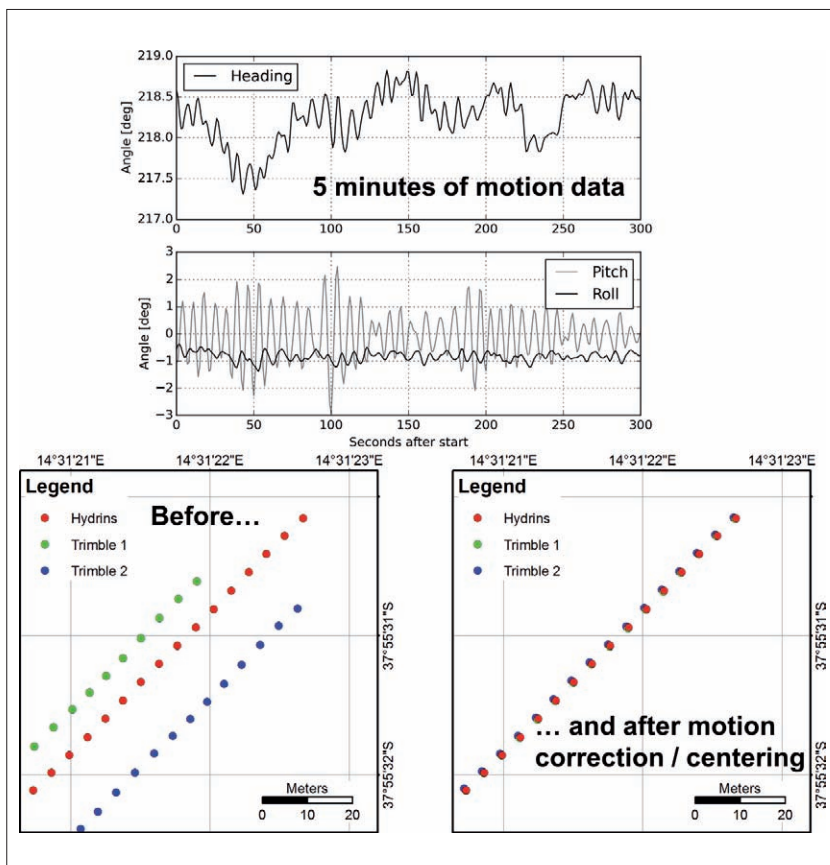 219.0
218.5
218.0
217.5
217.0
Angle [deg]
Heading
5 minutes of motion data
0 50 100 150 200 250 300
3
2
1
0
−1
−2
−3
Angle [deg]
Pitch
Roll
0 50 100 150 200 250 300
Seconds after start
14°31'21"E 14°31'22"E 14°31'23"E
Legend
Hydrins
Trimble 1
Trimble 2
Before…
37°55'31"S
37°55'32"S
Meters
0 10 20
14°31'21"E 14°31'22"E 14°31'23"E
Legend
Hydrins
Trimble 1
Trimble 2
… and after motion
correction / centering
37°55'31"S
37°55'32"S
Meters
0 10 20